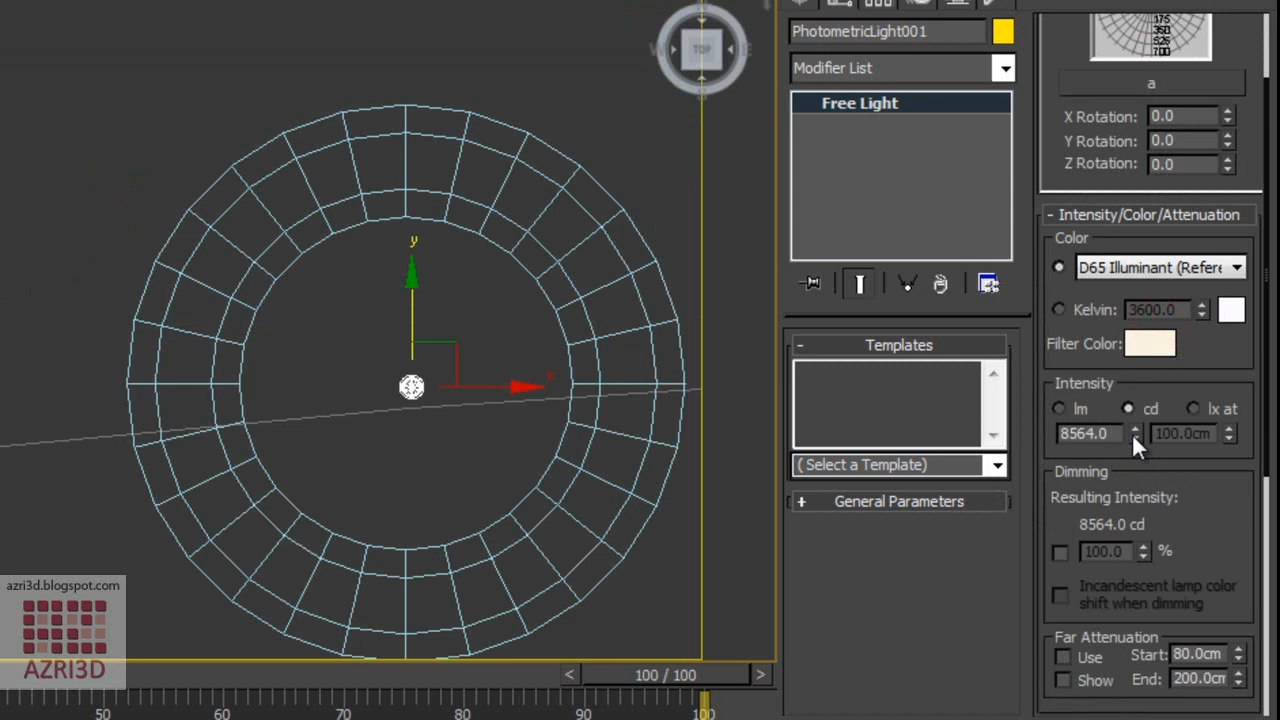 TOP
y
x
azri3d.blogspot.com
AZRI3D
< 100 / 100 >
50 60 70 80 90 100
PhotometricLight001
Modifier List
Free Light
- Templates
( Select a Template)
+ General Parameters
a
X Rotation: 0.0
Y Rotation: 0.0
Z Rotation: 0.0
- Intensity/Color/Attenuation
Color
D65 Illuminant (Refere
Kelvin: 3600.0
Filter Color:
Intensity
lm cd lx at
8564.0 100.0cm
Dimming
Resulting Intensity:
8564.0 cd
100.0 %
Incandescent lamp color
shift when dimming
Far Attenuation
Use Start: 80.0cm
Show End: 200.0cm